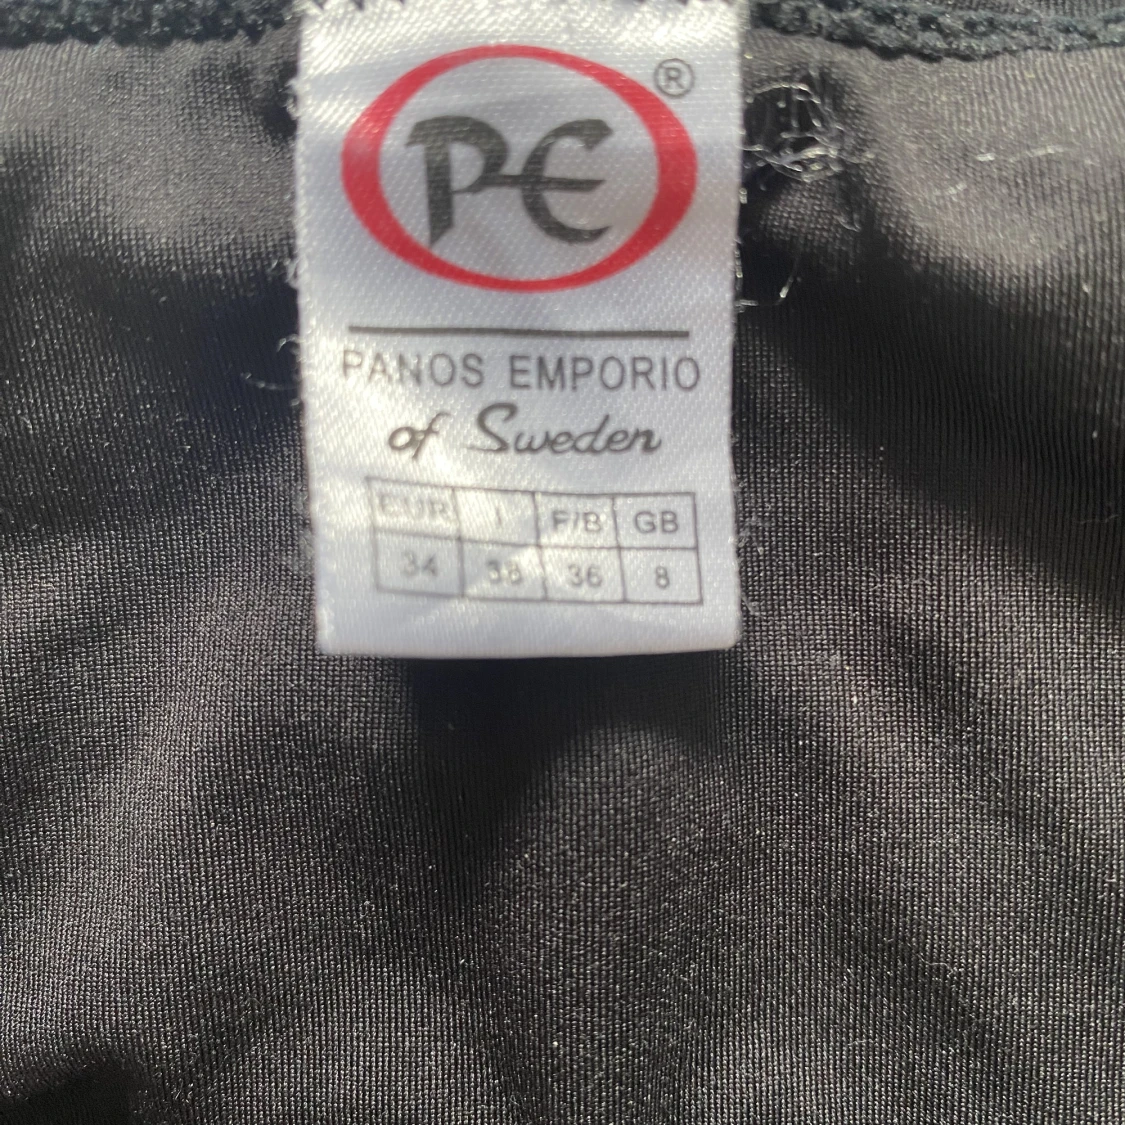 PE ®
PANOS EMPORIO
of Sweden
EUR I F/B GB
34 38 36 8